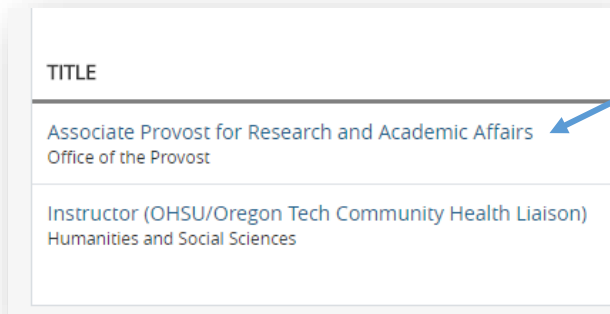 TITLE
Associate Provost for Research and Academic Affairs
Office of the Provost
Instructor (OHSU/Oregon Tech Community Health Liaison)
Humanities and Social Sciences